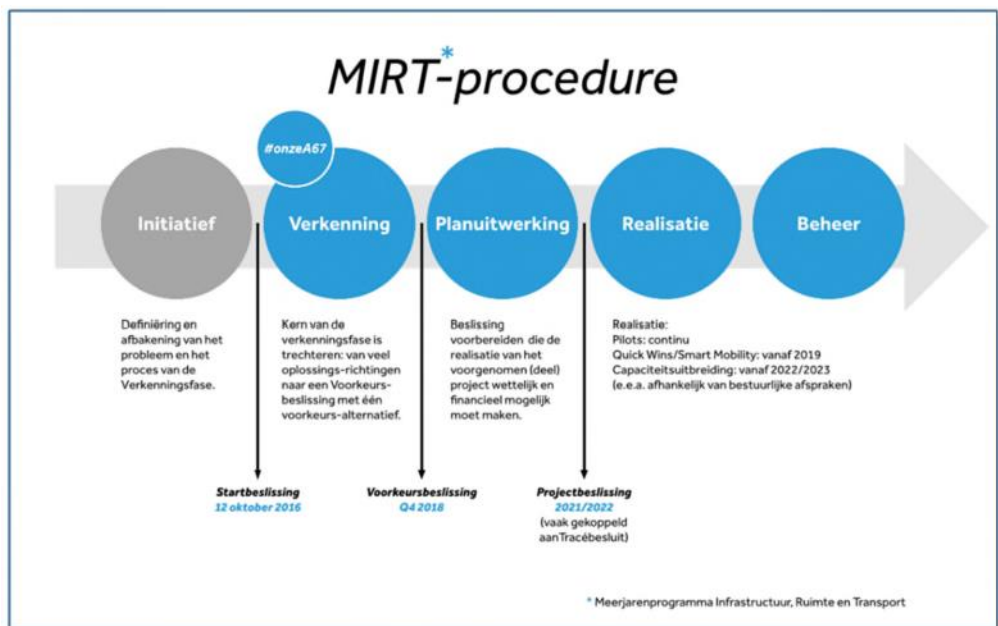 MIRT*-procedure
#onzeA67
Initiatief
Verkenning
Planuitwerking
Realisatie
Beheer
Definiëring en
afbakening van het
probleem en het
proces van de
Verkenningsfase.
Kern van de
verkenningsfase is
trechteren: van veel
oplossings-richtingen
naar een Voorkeurs-
beslissing met één
voorkeurs-alternatief.
Beslissing
voorbereiden die de
realisatie van het
voorgenomen (deel)
project wettelijk en
financieel mogelijk
moet maken.
Realisatie:
Pilots: continu
Quick Wins/Smart Mobility: vanaf 2019
Capaciteitsuitbreiding: vanaf 2022/2023
(e.e.a. afhankelijk van bestuurlijke afspraken)
Startbeslissing
12 oktober 2016
Voorkeursbeslissing
Q4 2018
Projectbeslissing
2021/2022
(vaak gekoppeld
aanTracébesluit)
* Meerjarenprogramma Infrastructuur, Ruimte en Transport